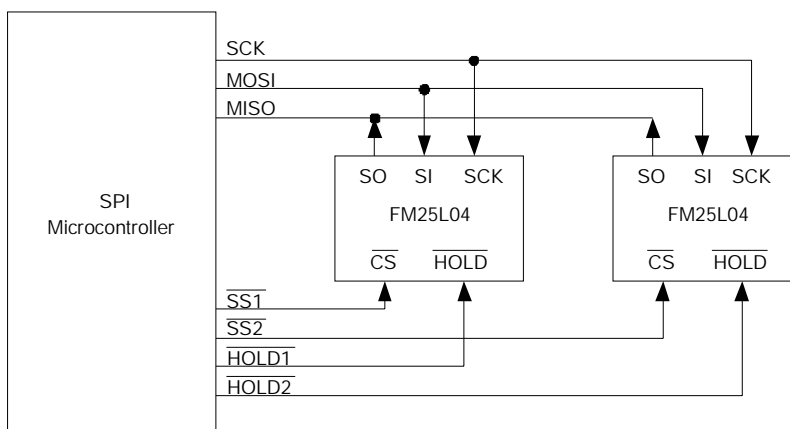 SCK
MOSI
MISO
SO SI SCK
SO SI SCK
SPI
Microcontroller
FM25L04
FM25L04
CS HOLD
CS HOLD
SS1
SS2
HOLD1
HOLD2